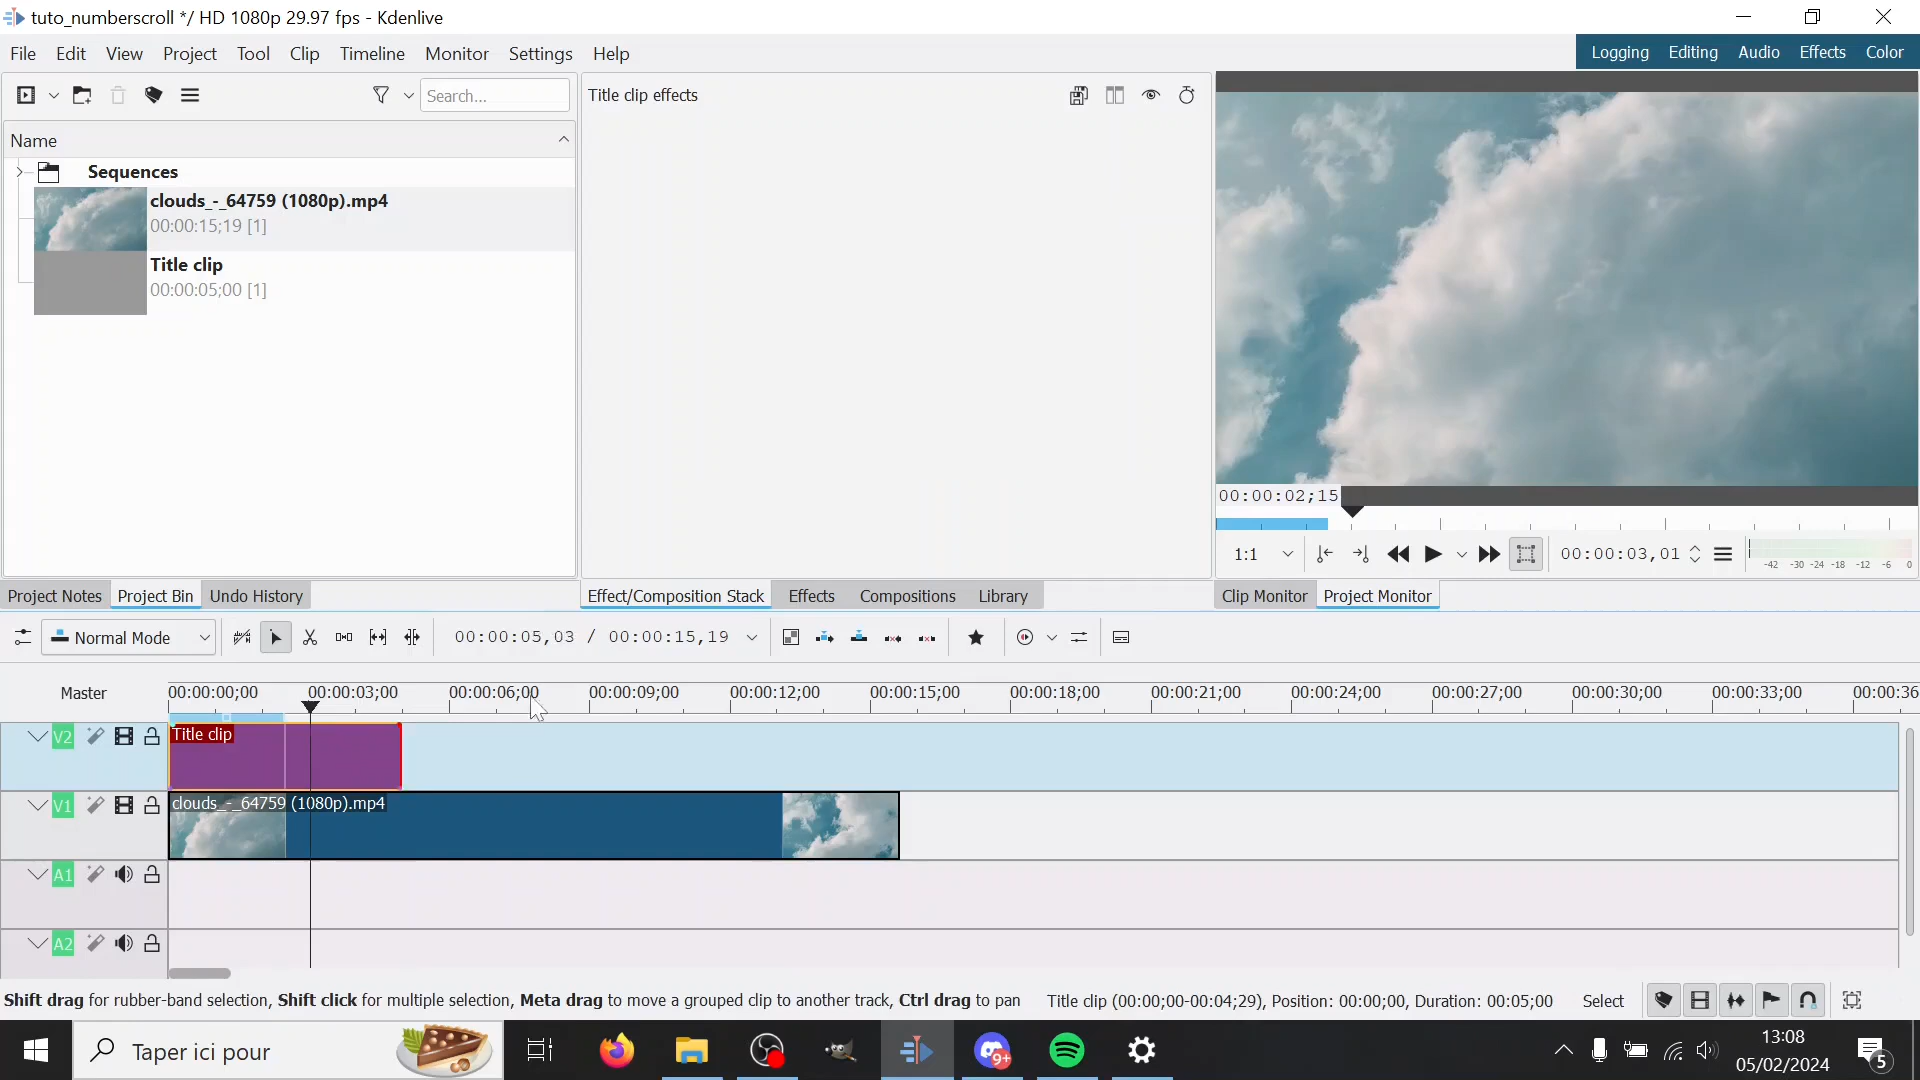 tuto_numberscroll */ HD 1080p 29.97 fps - Kdenlive
File Edit View Project Tool Clip Timeline Monitor Settings Help
Logging Editing Audio Effects Color
Search...
Title clip effects
Name
Sequences
clouds_-_64759 (1080p).mp4
00:00:15;19 [1]
Title clip
00:00:05;00 [1]
00:00:02;15
1:1
00:00:03,01
-42 -30 -24 -18 -12 -6 0
Project Notes Project Bin Undo History
Effect/Composition Stack Effects Compositions Library
Clip Monitor Project Monitor
Normal Mode
00:00:05,03 / 00:00:15,19
Master
00:00:00;00 00:00:03;00 00:00:06;00 00:00:09;00 00:00:12;00 00:00:15;00 00:00:18;00 00:00:21;00 00:00:24;00 00:00:27;00 00:00:30;00 00:00:33;00 00:00:36
V2
Title clip
V1
clouds_-_64759 (1080p).mp4
A1
A2
Shift drag for rubber-band selection, Shift click for multiple selection, Meta drag to move a grouped clip to another track, Ctrl drag to pan
Title clip (00:00;00-00:04;29), Position: 00:00;00, Duration: 00:05;00
Select
Taper ici pour
9+
13:08
05/02/2024
5